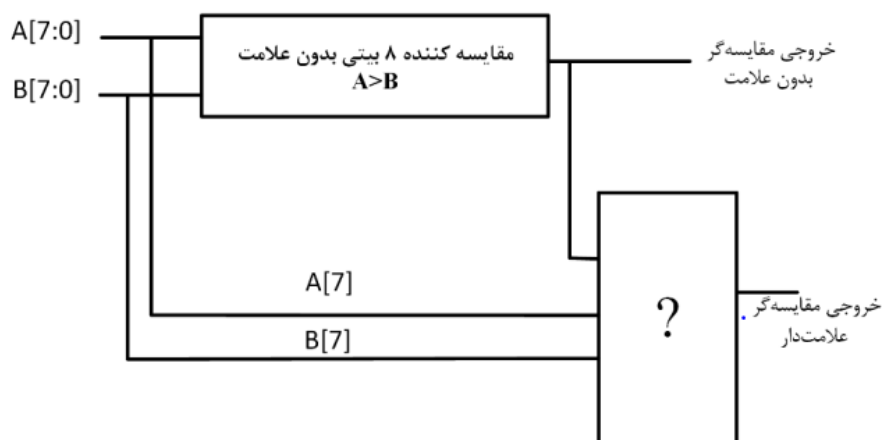 A[7:0]
B[7:0]
مقایسه کننده ۸ بیتی بدون علامت
A>B
خروجی مقایسه‌گر
بدون علامت
A[7]
B[7]
?
خروجی مقایسه‌گر
علامت‌دار